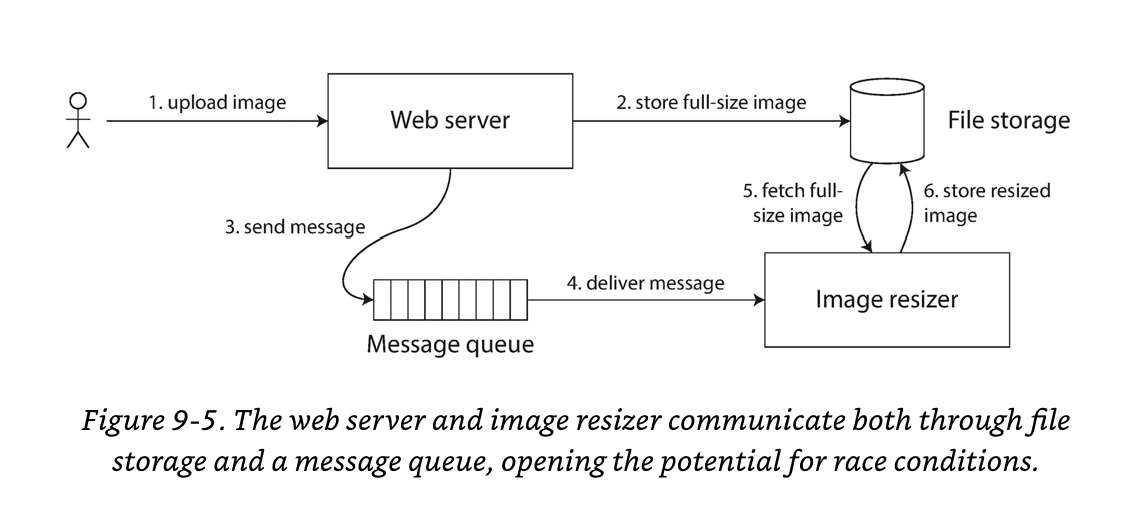 1. upload image
Web server
2. store full-size image
File storage
3. send message
Message queue
4. deliver message
5. fetch full-
size image
6. store resized
image
Image resizer
Figure 9-5. The web server and image resizer communicate both through file
storage and a message queue, opening the potential for race conditions.